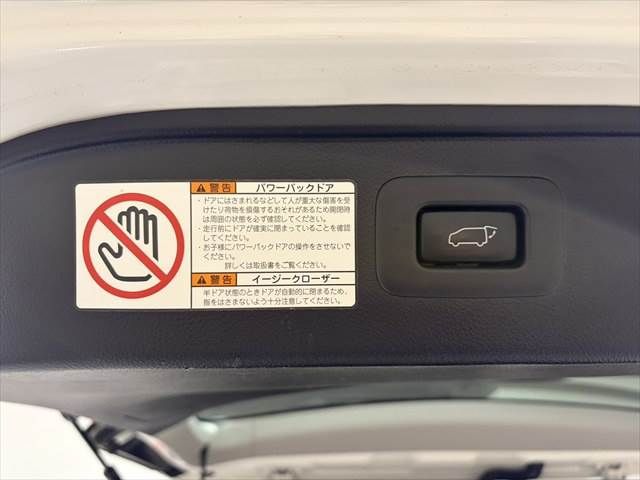 警告 パワーバックドア
・ドアにはさまれるなどして人が重大な傷害を受
けたり荷物を損傷するおそれがあるため開閉時
は周囲の状態を必ず確認してください。
・走行前にドアが確実に閉まっていることを確認
してください。
・お子様にパワーバックドアの操作をさせないで
ください。
詳しくは取扱書をご覧ください。
警告 イージークローザー
半ドア状態のときドアが自動的に閉まるため、
指をはさまないよう十分注意してください。